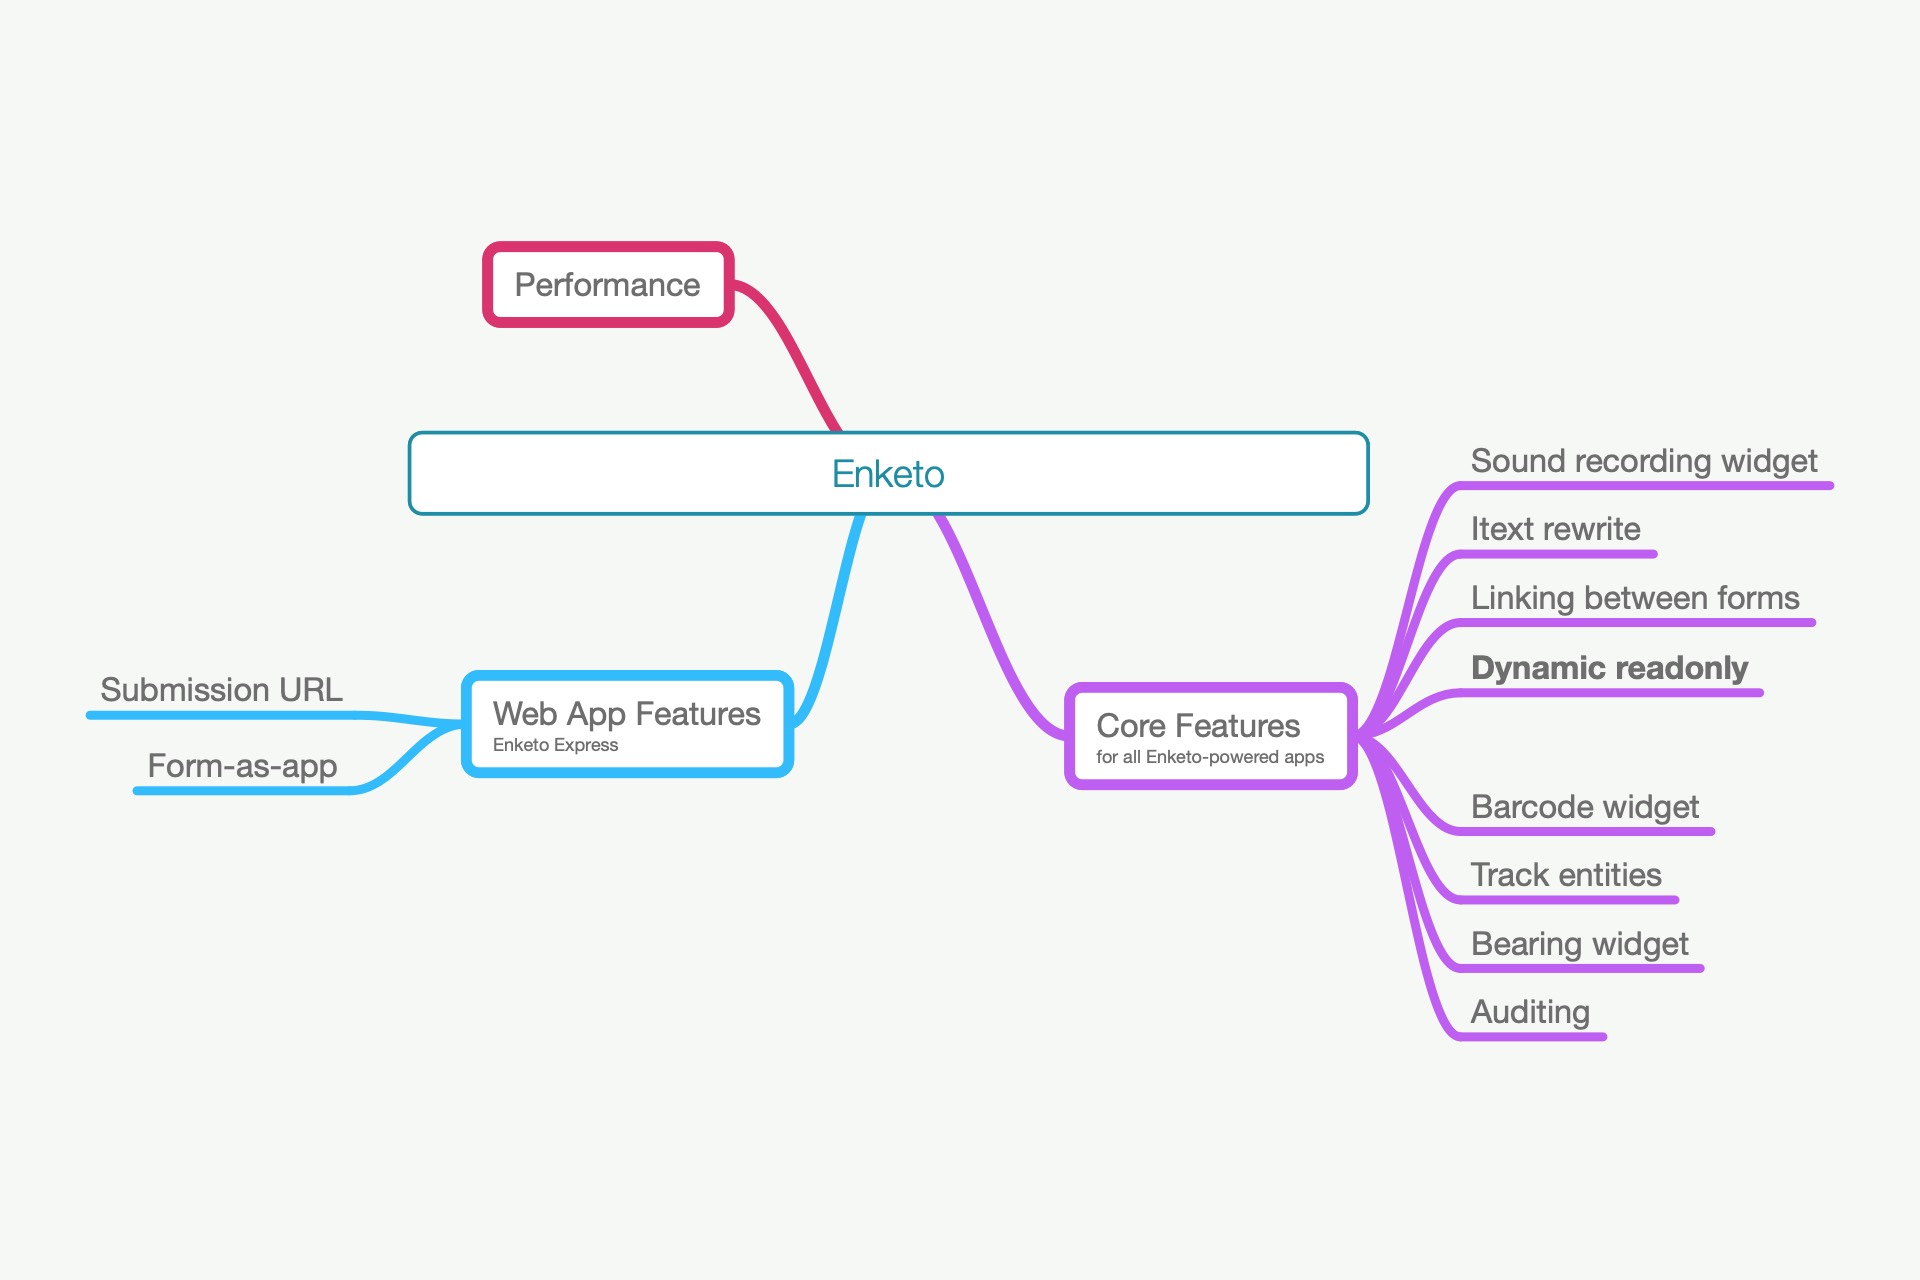 Performance
Enketo
Submission URL
Form-as-app
Web App Features
Enketo Express
Core Features
for all Enketo-powered apps
Sound recording widget
Itext rewrite
Linking between forms
Dynamic readonly
Barcode widget
Track entities
Bearing widget
Auditing